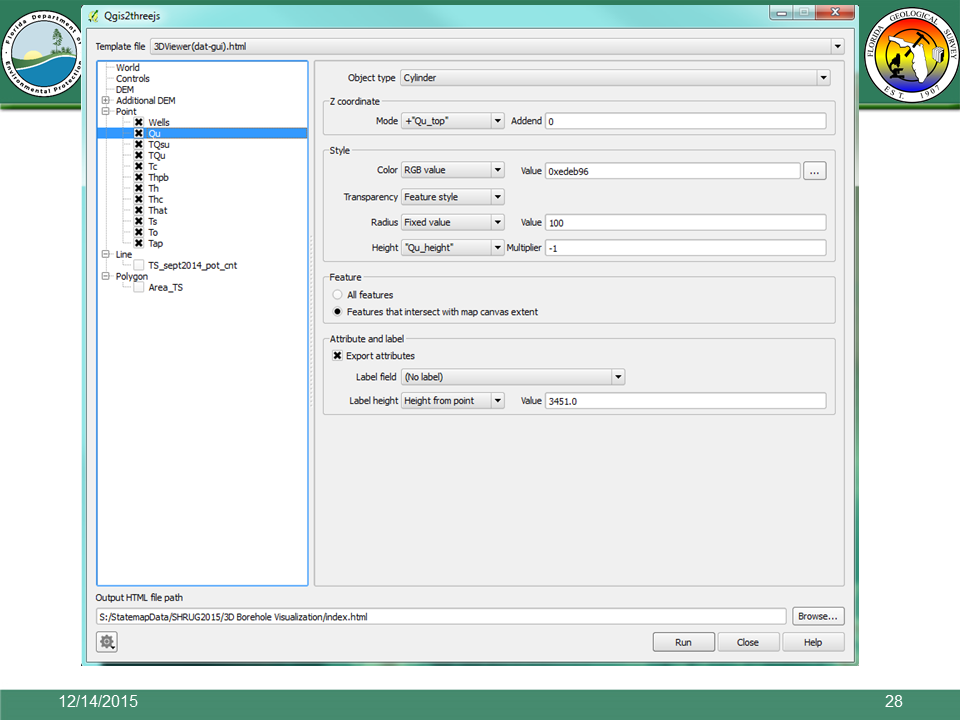 Qgis2threejs
Florida Department of
Environmental Protection
FLORIDA GEOLOGICAL SURVEY
EST. 1907
Template file 3DViewer(dat-gui).html
World
Controls
DEM
Additional DEM
Point
Wells
Qu
TQsu
TQu
Tc
Thpb
Th
Thc
That
Ts
To
Tap
Line
TS_sept2014_pot_cnt
Polygon
Area_TS
Object type Cylinder
Z coordinate
Mode +"Qu_top" Addend 0
Style
Color RGB value Value 0xedeb96 ...
Transparency Feature style
Radius Fixed value Value 100
Height "Qu_height" Multiplier -1
Feature
All features
Features that intersect with map canvas extent
Attribute and label
Export attributes
Label field (No label)
Label height Height from point Value 3451.0
Output HTML file path
S:/StatemapData/SHRUG2015/3D Borehole Visualization/index.html Browse...
Run Close Help
12/14/2015 28